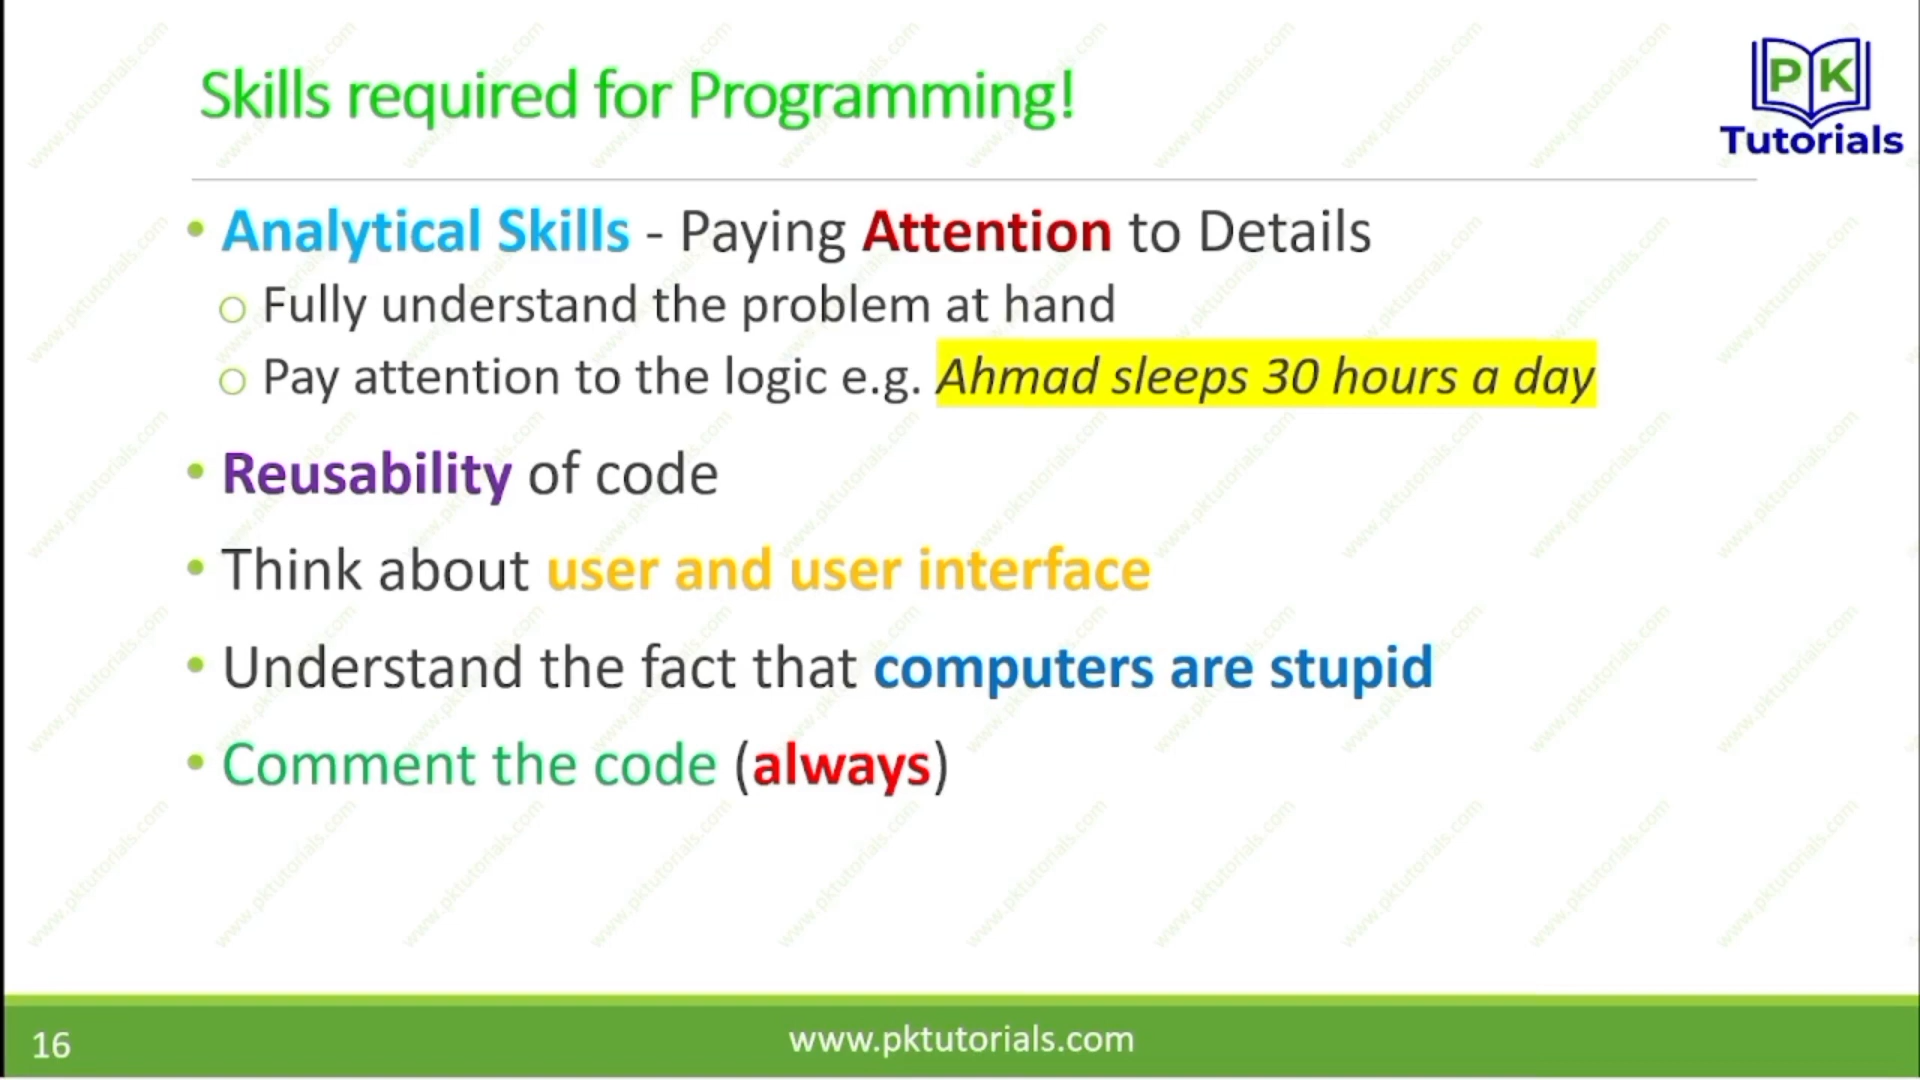 Skills required for Programming!
PK
Tutorials
• Analytical Skills - Paying Attention to Details
o Fully understand the problem at hand
o Pay attention to the logic e.g. Ahmad sleeps 30 hours a day
• Reusability of code
• Think about user and user interface
• Understand the fact that computers are stupid
• Comment the code (always)
16
www.pktutorials.com